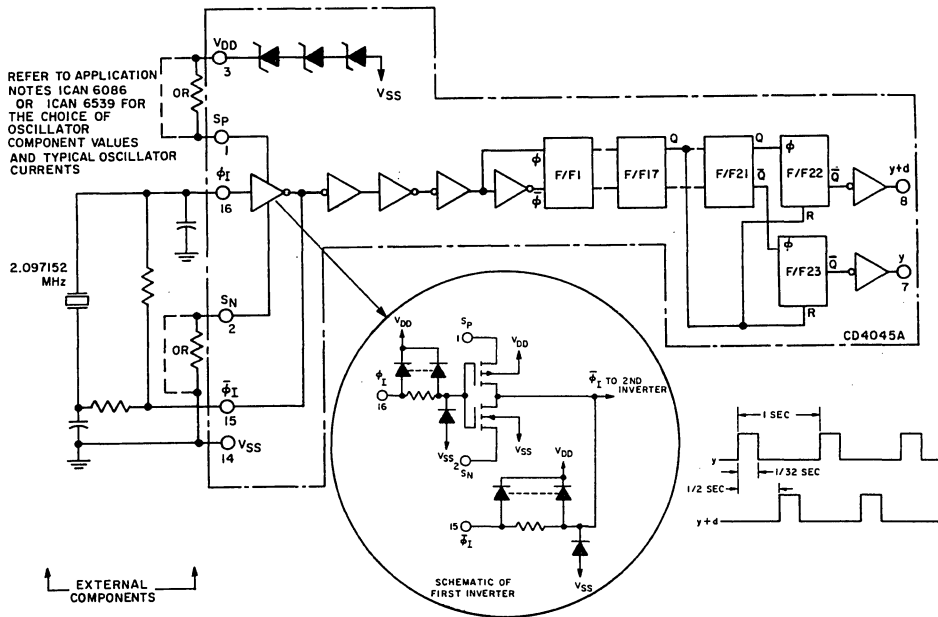 REFER TO APPLICATION
NOTES ICAN 6086
OR ICAN 6539 FOR
THE CHOICE OF
OSCILLATOR
COMPONENT VALUES
AND TYPICAL OSCILLATOR
CURRENTS
VDD
3
VSS
OR
SP
1
ϕI
16
2.097152
MHz
SN
2
OR
ϕ̅I
15
VSS
14
ϕ
ϕ̅
F/F1
F/F17
Q
F/F21
Q
Q̅
ϕ
F/F22
Q̅
R
y+d
8
ϕ
F/F23
Q̅
R
y
7
CD4045A
SP
1
VDD
VDD
ϕI
16
ϕ̅I TO 2ND
INVERTER
VSS
VSS
2
SN
VDD
15
ϕ̅I
VSS
SCHEMATIC OF
FIRST INVERTER
1 SEC
y
1/32 SEC
1/2 SEC
y+d
EXTERNAL
COMPONENTS